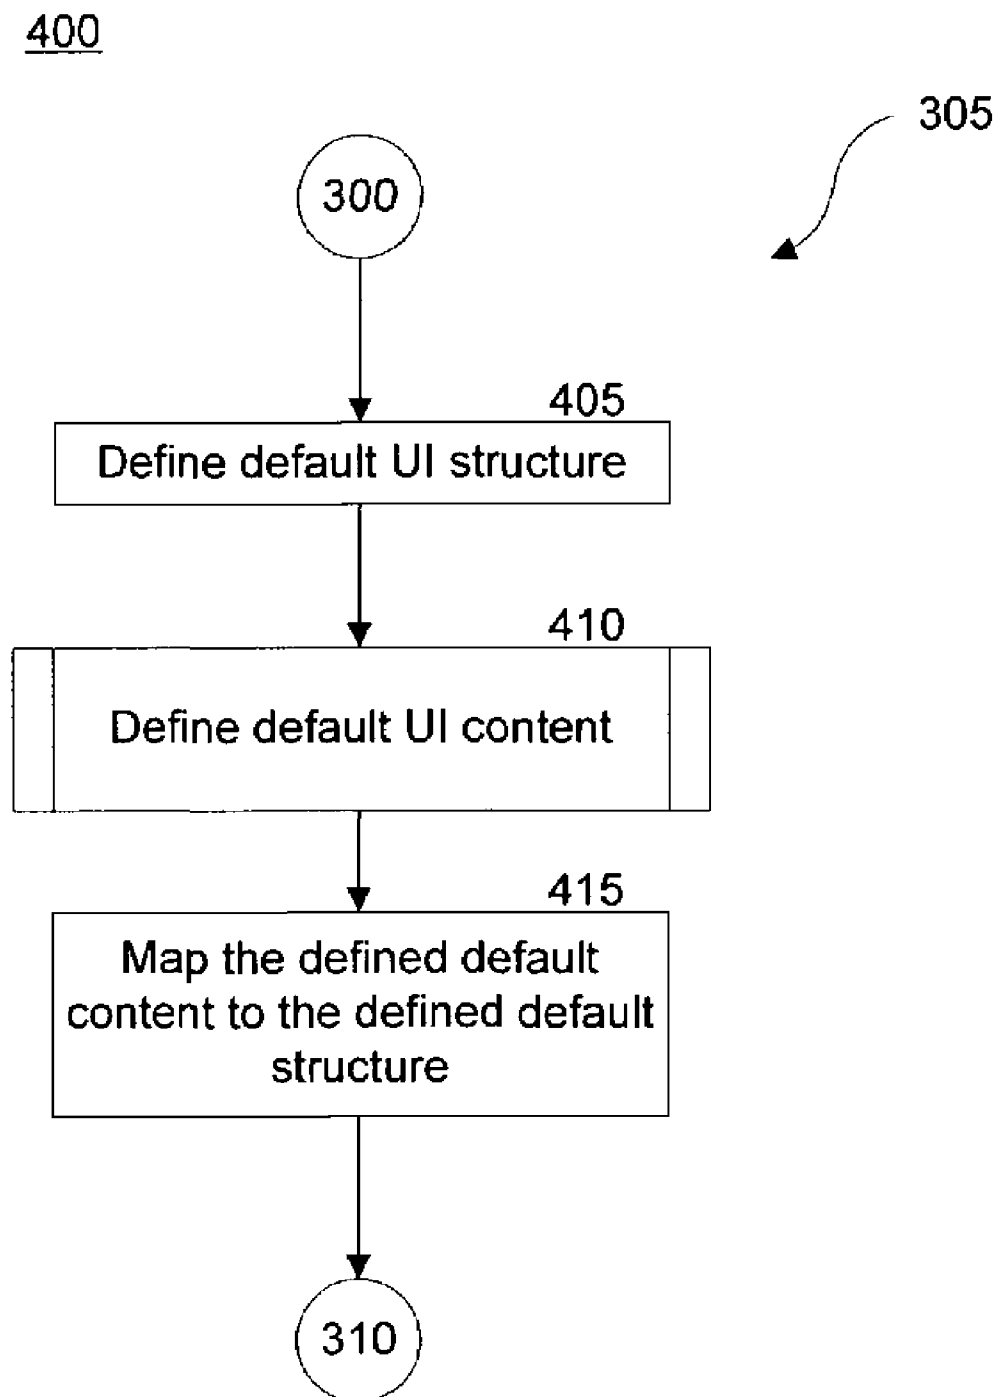 400
305
300
405
Define default UI structure
410
Define default UI content
415
Map the defined default
content to the defined default
structure
310